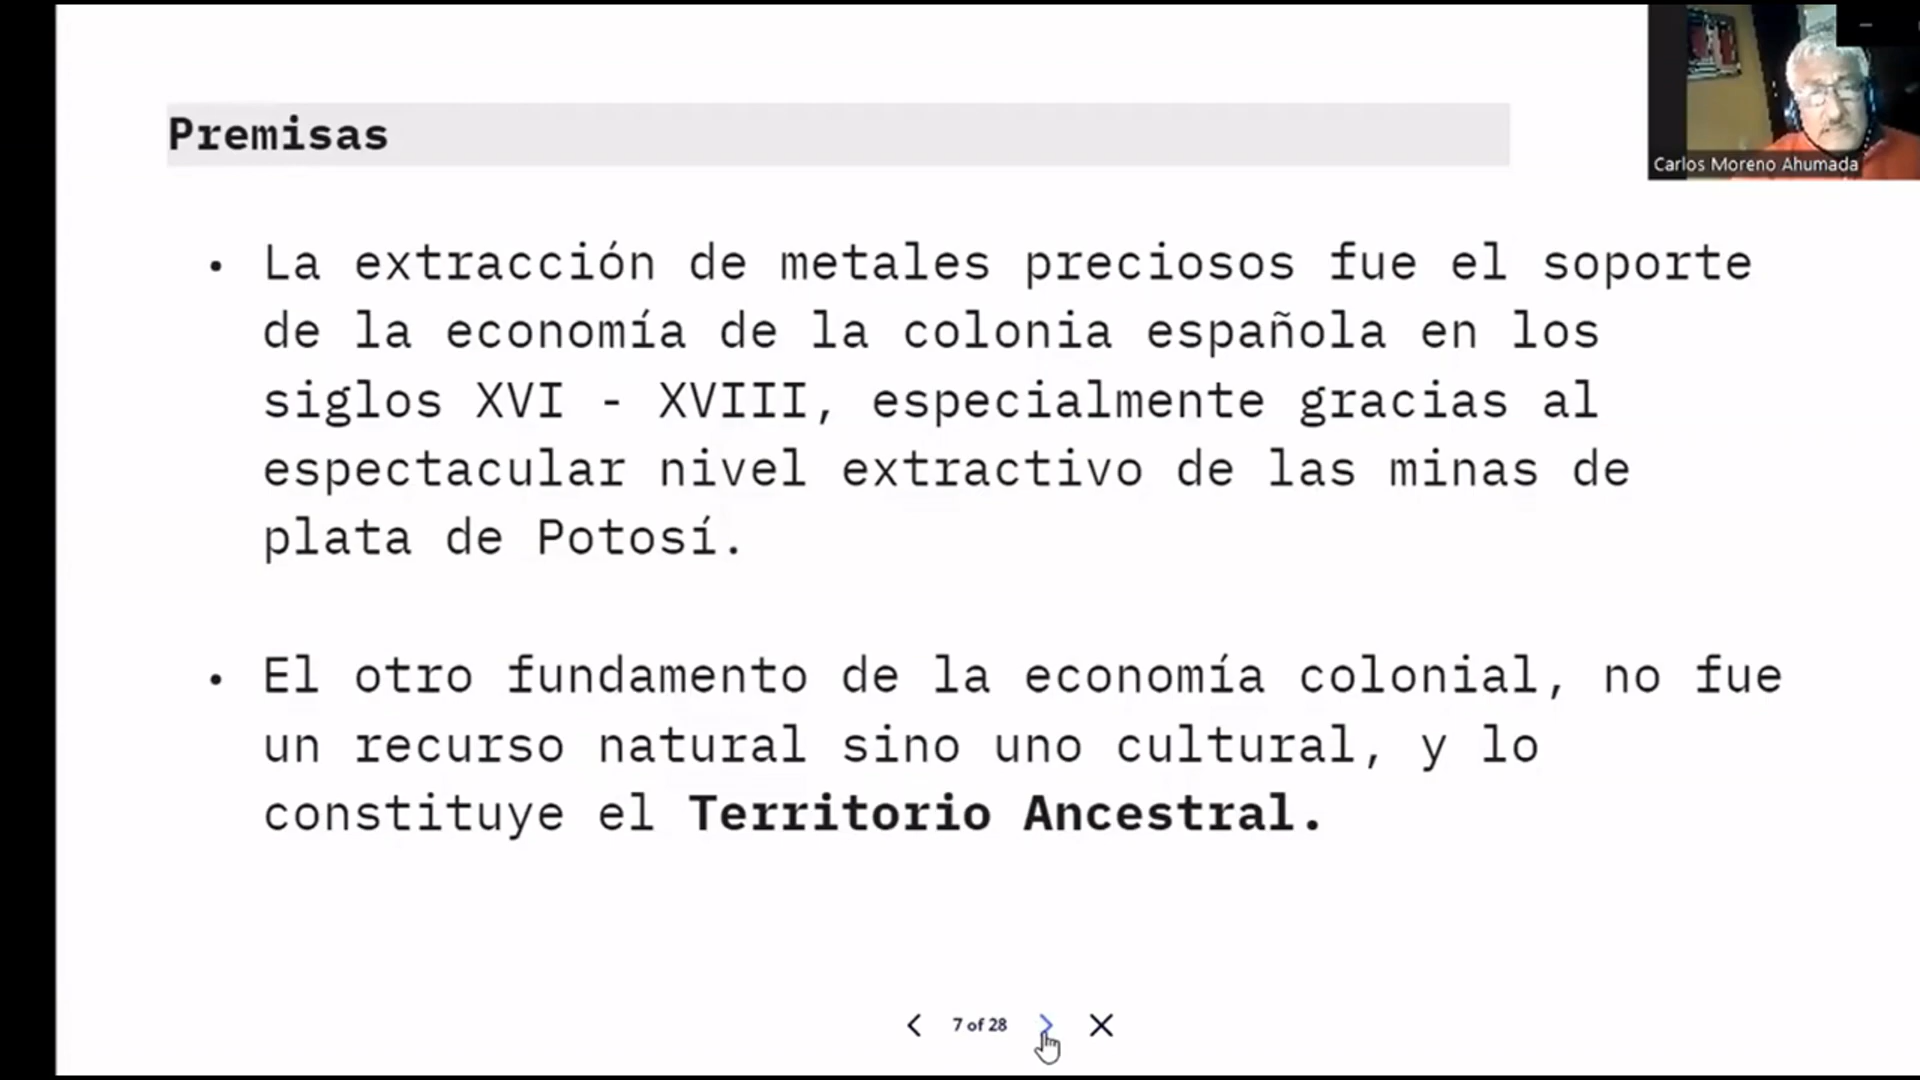 Premisas
Carlos Moreno Ahumada
• La extracción de metales preciosos fue el soporte
de la economía de la colonia española en los
siglos XVI - XVIII, especialmente gracias al
espectacular nivel extractivo de las minas de
plata de Potosí.
• El otro fundamento de la economía colonial, no fue
un recurso natural sino uno cultural, y lo
constituye el Territorio Ancestral.
7 of 28